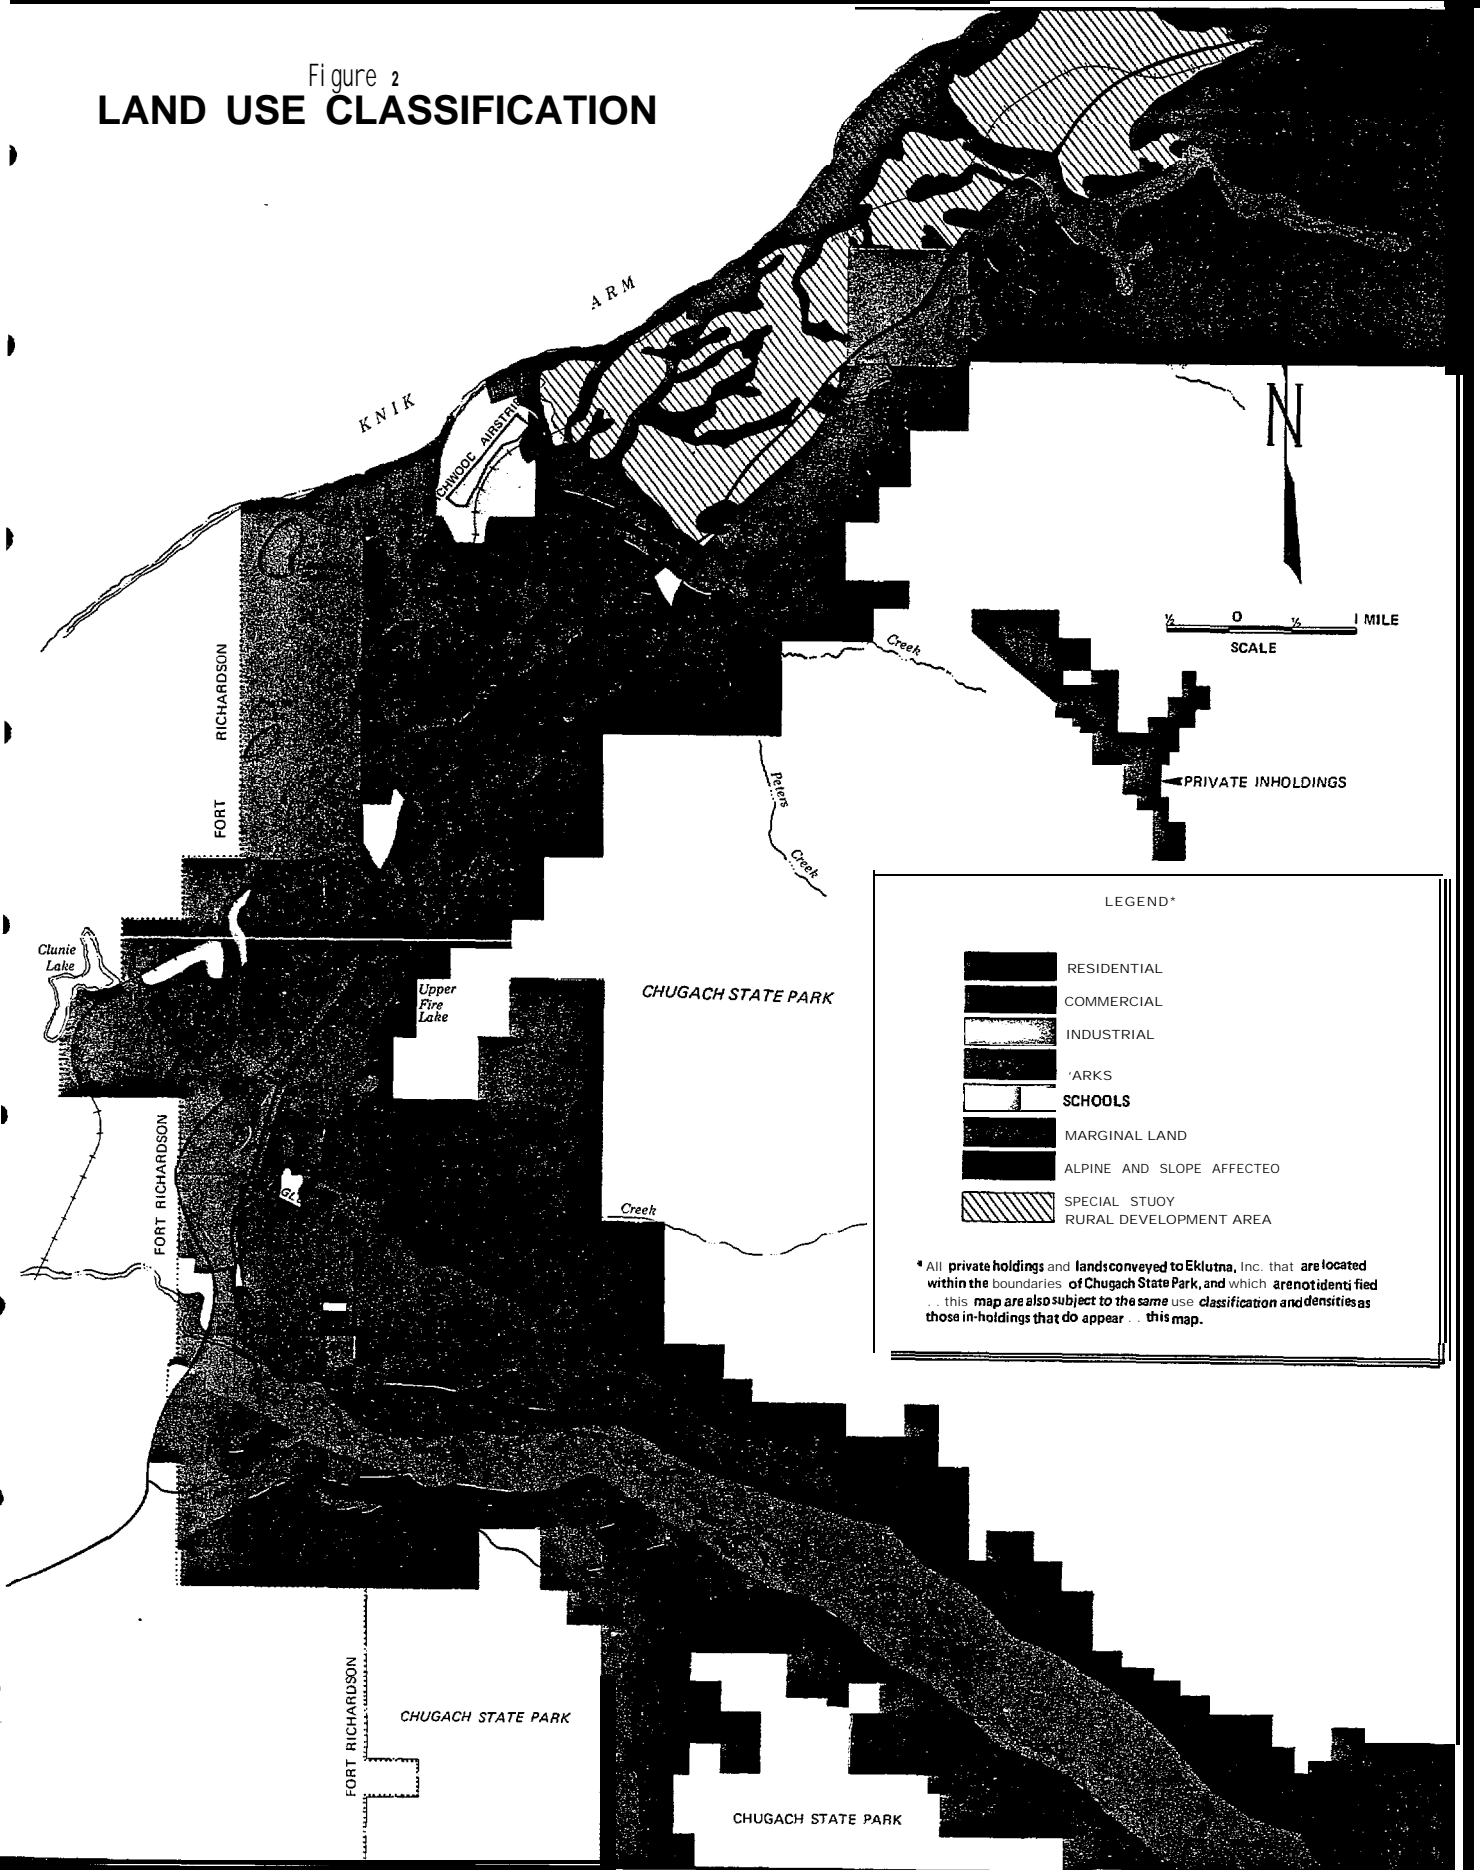 Figure 2
LAND USE CLASSIFICATION
KNIK ARM
CHWOOD AIRSTRIP
N
½ 0 ½ 1 MILE
SCALE
FORT RICHARDSON
Creek
PRIVATE INHOLDINGS
Peters
Creek
Clunie
Lake
Upper
Fire
Lake
CHUGACH STATE PARK
FORT RICHARDSON
Creek
LEGEND*
RESIDENTIAL
COMMERCIAL
INDUSTRIAL
'ARKS
SCHOOLS
MARGINAL LAND
ALPINE AND SLOPE AFFECTEO
SPECIAL STUOY
RURAL DEVELOPMENT AREA
* All private holdings and lands conveyed to Eklutna, Inc. that are located
within the boundaries of Chugach State Park, and which are not identified
. . this map are also subject to the same use classification and densities as
those in-holdings that do appear . . this map.
FORT RICHARDSON
CHUGACH STATE PARK
CHUGACH STATE PARK